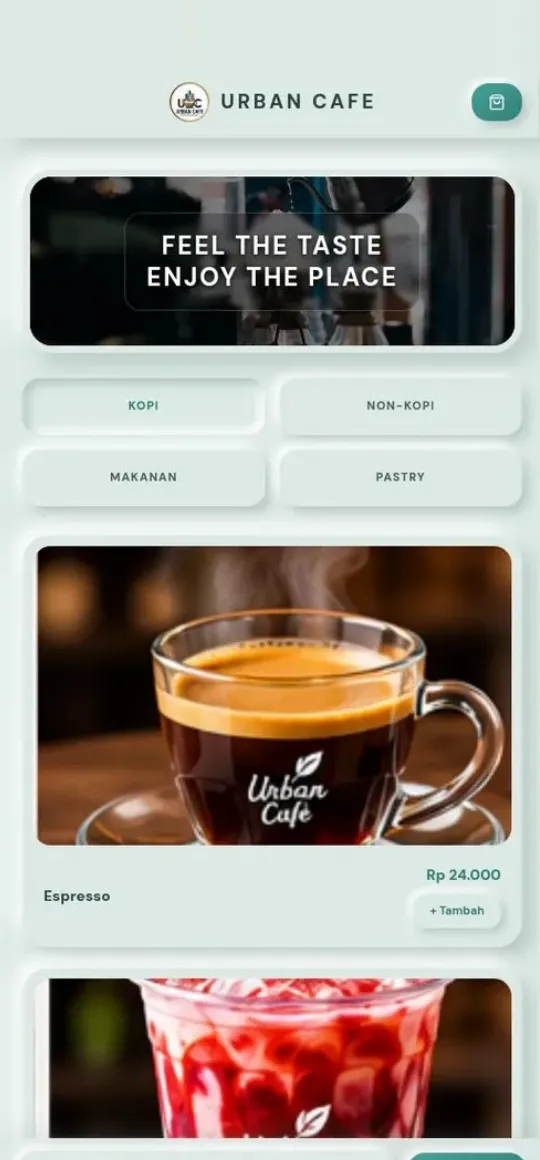 URBAN CAFE
FEEL THE TASTE
ENJOY THE PLACE
KOPI
NON-KOPI
MAKANAN
PASTRY
Urban
Café
Rp 24.000
Espresso
+ Tambah